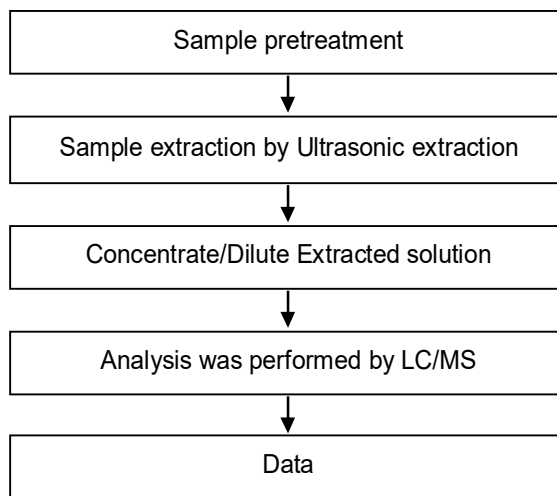 Sample pretreatment
Sample extraction by Ultrasonic extraction
Concentrate/Dilute Extracted solution
Analysis was performed by LC/MS
Data